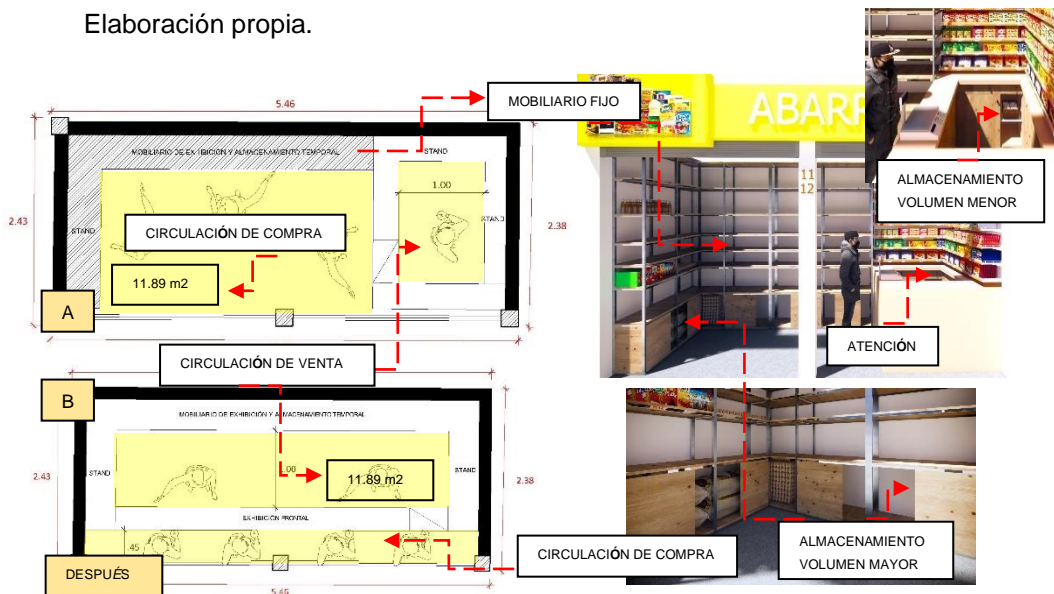 Elaboración propia.
5.46
MOBILIARIO FIJO
ABARR
MOBILIARIO DE EXHIBICIÓN Y ALMACENAMIENTO TEMPORAL
STAND
2.43
STAND
1.00
STAND
2.38
CIRCULACIÓN DE COMPRA
11.89 m2
A
11
12
ALMACENAMIENTO
VOLUMEN MENOR
ATENCIÓN
CIRCULACIÓN DE VENTA
B
MOBILIARIO DE EXHIBICIÓN Y ALMACENAMIENTO TEMPORAL
2.43
STAND
1.00
11.89 m2
STAND
2.38
EXHIBICIÓN FRONTAL
.45
DESPUÉS
CIRCULACIÓN DE COMPRA
ALMACENAMIENTO
VOLUMEN MAYOR